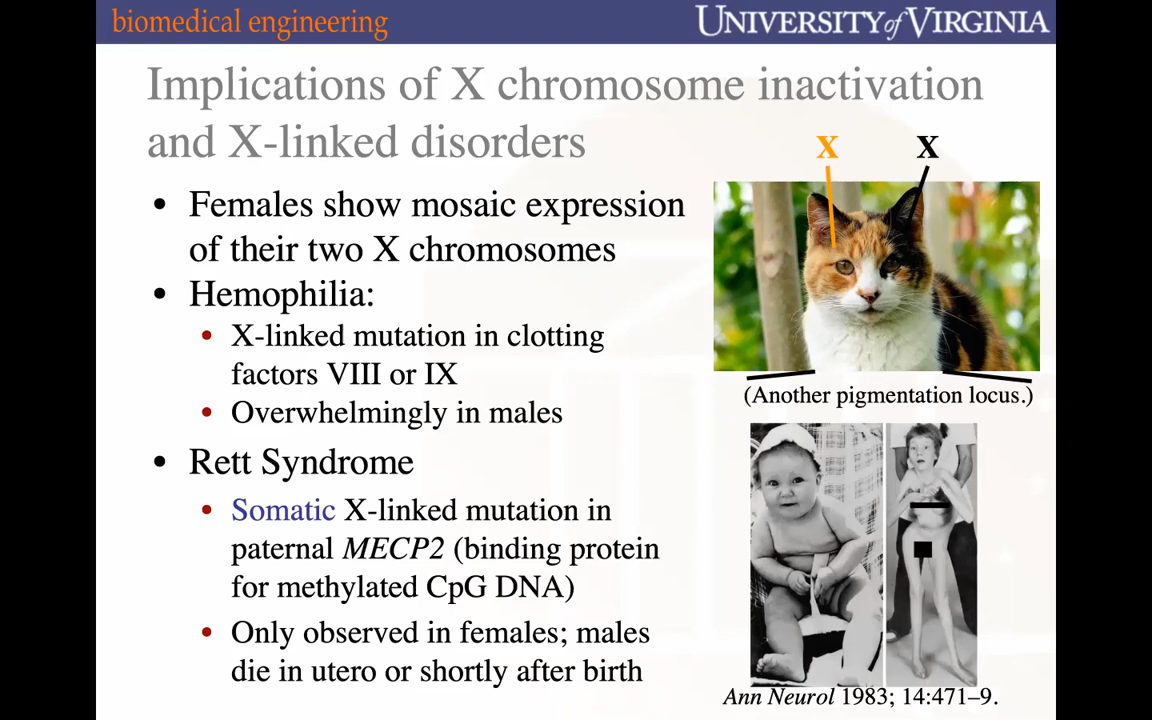 biomedical engineering
UNIVERSITY of VIRGINIA
Implications of X chromosome inactivation
and X-linked disorders
X X
• Females show mosaic expression
of their two X chromosomes
• Hemophilia:
• X-linked mutation in clotting
factors VIII or IX
• Overwhelmingly in males
• Rett Syndrome
• Somatic X-linked mutation in
paternal MECP2 (binding protein
for methylated CpG DNA)
• Only observed in females; males
die in utero or shortly after birth
(Another pigmentation locus.)
Ann Neurol 1983; 14:471–9.